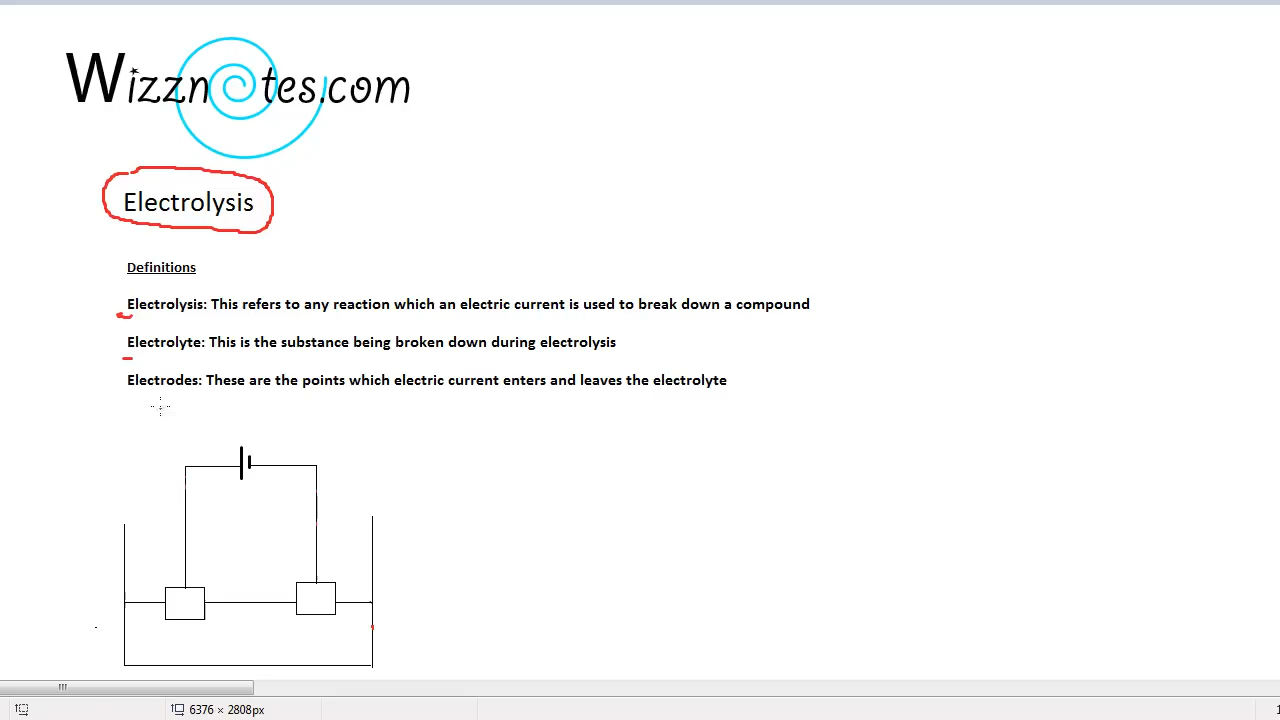 Wizznotes.com
Electrolysis
Definitions
Electrolysis: This refers to any reaction which an electric current is used to break down a compound
Electrolyte: This is the substance being broken down during electrolysis
Electrodes: These are the points which electric current enters and leaves the electrolyte
6376 × 2808px